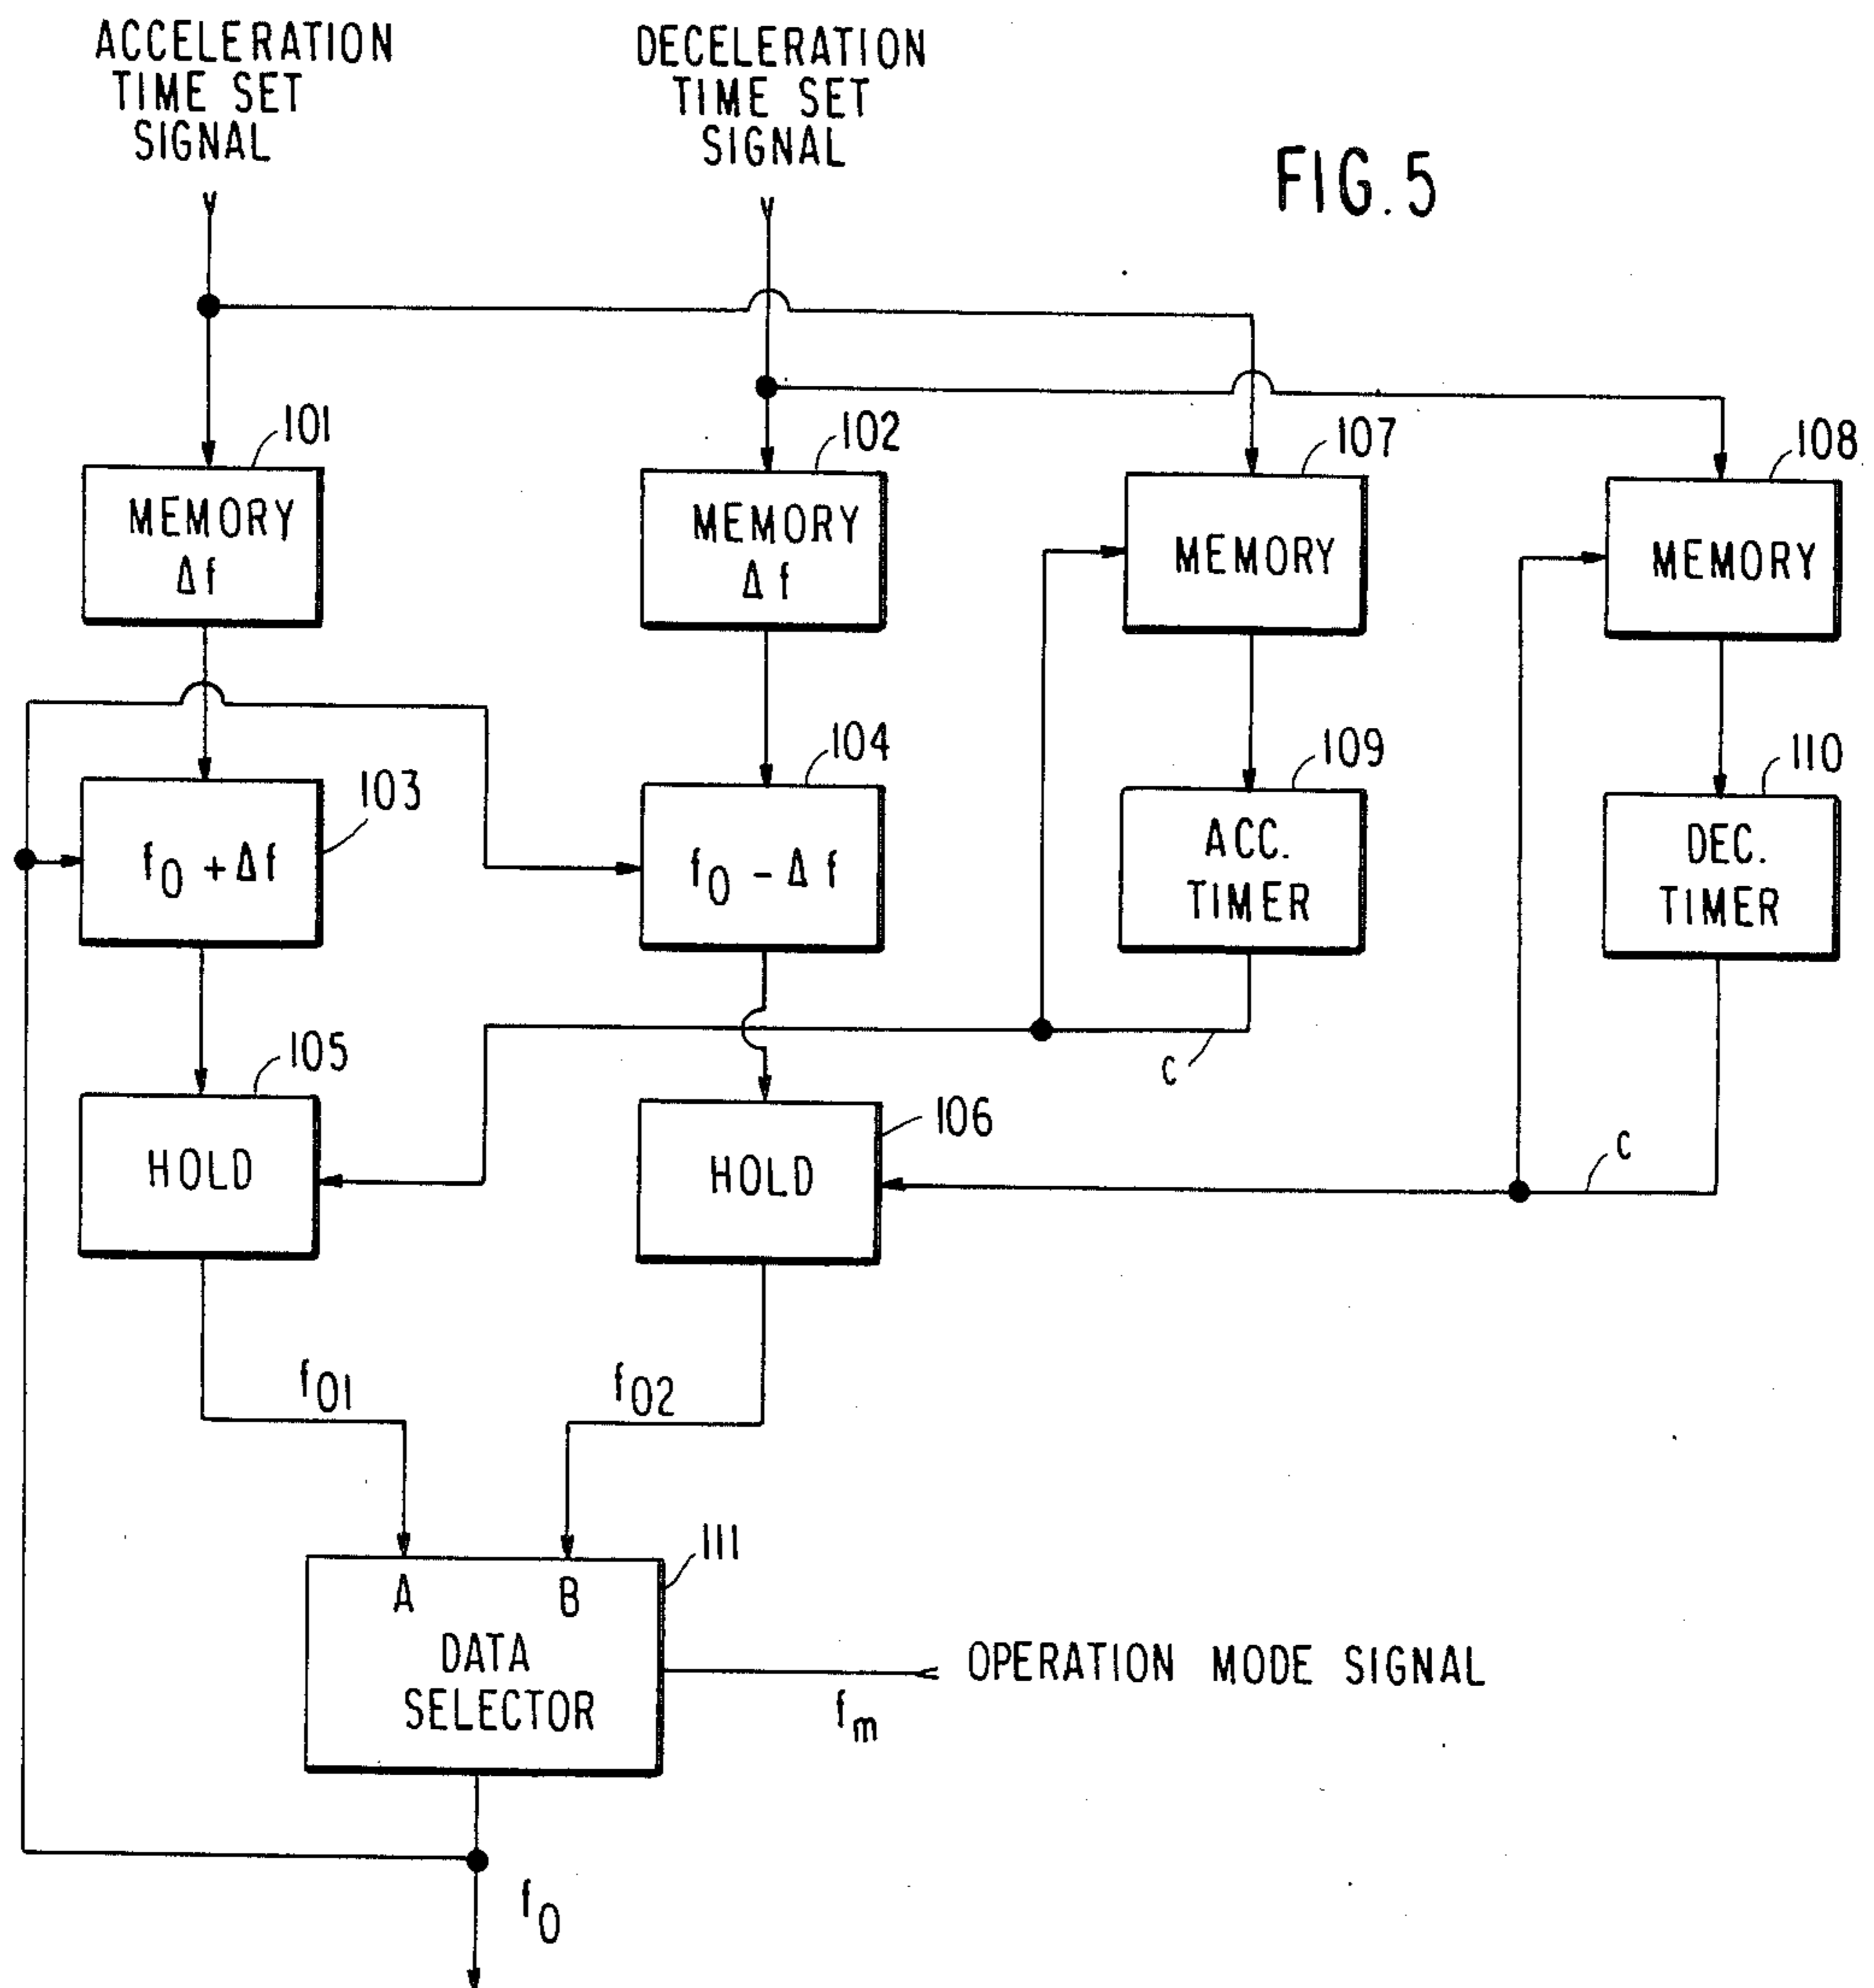 ACCELERATION
TIME SET
SIGNAL
DECELERATION
TIME SET
SIGNAL
FIG. 5
101
MEMORY
Δf
102
MEMORY
Δf
107
MEMORY
108
MEMORY
103
f0 + Δf
104
f0 - Δf
109
ACC.
TIMER
110
DEC.
TIMER
105
HOLD
106
HOLD
c
c
f01
f02
111
A
B
DATA
SELECTOR
OPERATION MODE SIGNAL
fm
f0